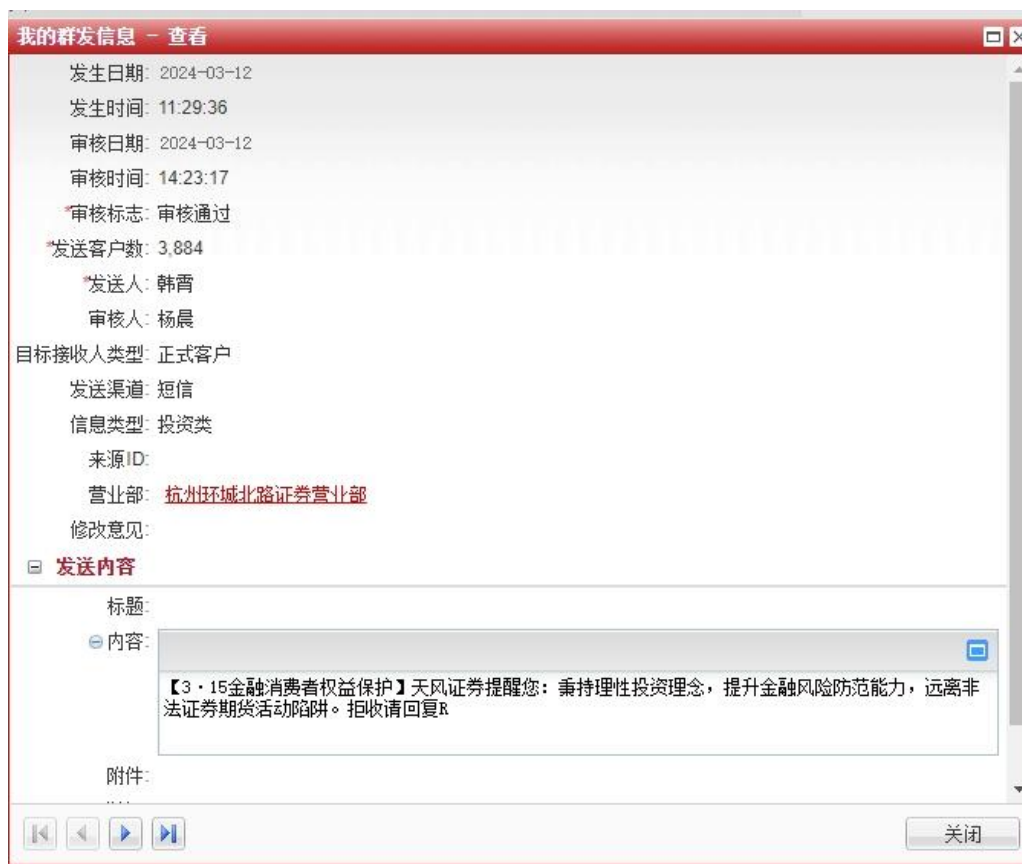 我的群发信息 - 查看
发生日期: 2024-03-12
发生时间: 11:29:36
审核日期: 2024-03-12
审核时间: 14:23:17
*审核标志: 审核通过
*发送客户数: 3,884
*发送人: 韩霄
审核人: 杨晨
目标接收人类型: 正式客户
发送渠道: 短信
信息类型: 投资类
来源ID:
营业部: 杭州环城北路证券营业部
修改意见:
发送内容
标题:
内容:
【3·15金融消费者权益保护】天风证券提醒您：秉持理性投资理念，提升金融风险防范能力，远离非
法证券期货活动陷阱。拒收请回复R
附件:
关闭